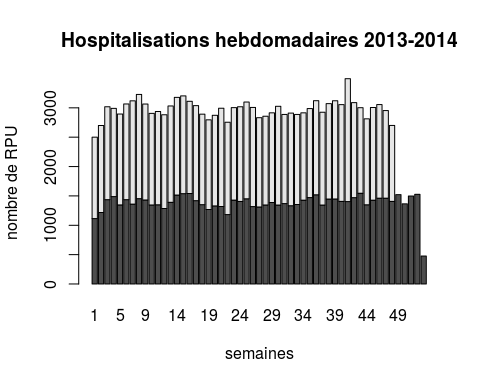 Hospitalisations hebdomadaires 2013-2014
nombre de RPU
3000
2000
1000
0
1 5 9 14 19 24 29 34 39 44 49
semaines